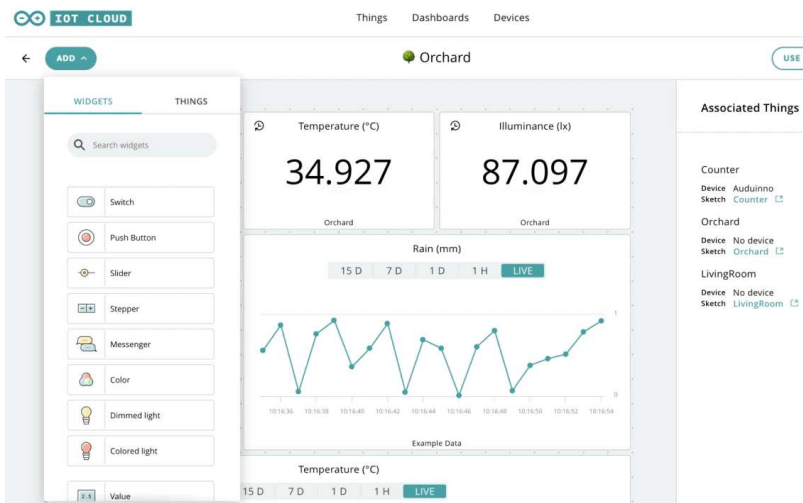 IOT CLOUD
Things Dashboards Devices
ADD
Orchard
USE
WIDGETS THINGS
Search widgets
Switch
Push Button
Slider
Stepper
Messenger
Color
Dimmed light
Colored light
2.5 Value
Temperature (°C)
34.927
Orchard
Illuminance (lx)
87.097
Orchard
Rain (mm)
15 D 7 D 1 D 1 H LIVE
1
0
10:16:36 10:16:38 10:16:40 10:16:42 10:16:44 10:16:46 10:16:48 10:16:50 10:16:52 10:16:54
Example Data
Temperature (°C)
15 D 7 D 1 D 1 H LIVE
Associated Things
Counter
Device Auduinno
Sketch Counter
Orchard
Device No device
Sketch Orchard
LivingRoom
Device No device
Sketch LivingRoom